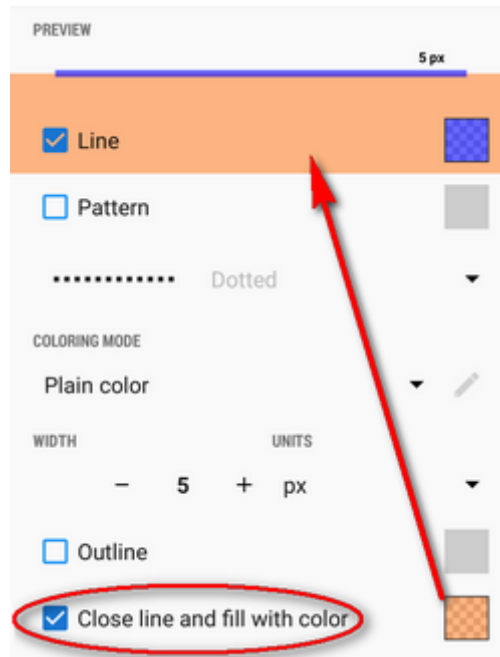 PREVIEW
5 px
Line
Pattern
Dotted
COLORING MODE
Plain color
WIDTH UNITS
− 5 + px
Outline
Close line and fill with color